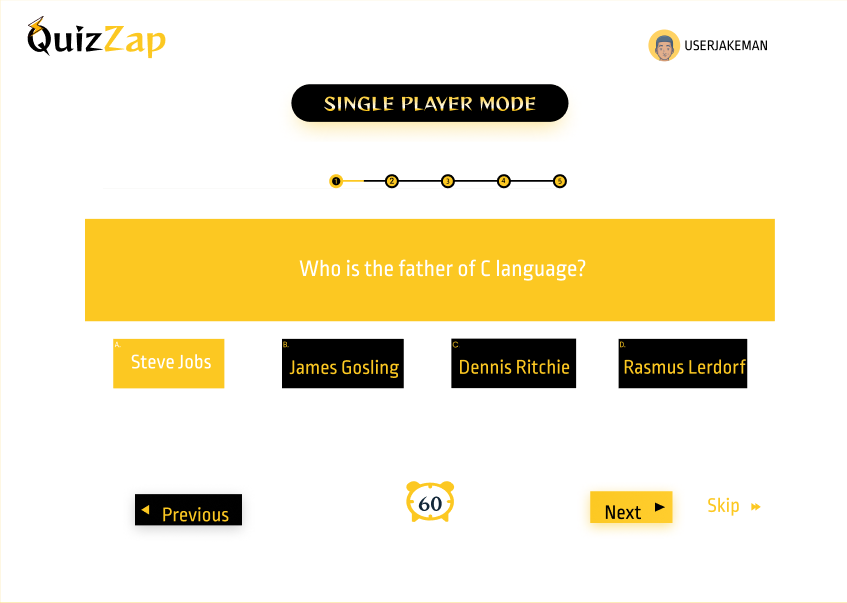 QuizZap
USERJAKEMAN
SINGLE PLAYER MODE
1 2 3 4 5
Who is the father of C language?
A. Steve Jobs
B. James Gosling
C Dennis Ritchie
D. Rasmus Lerdorf
Previous
60
Next
Skip